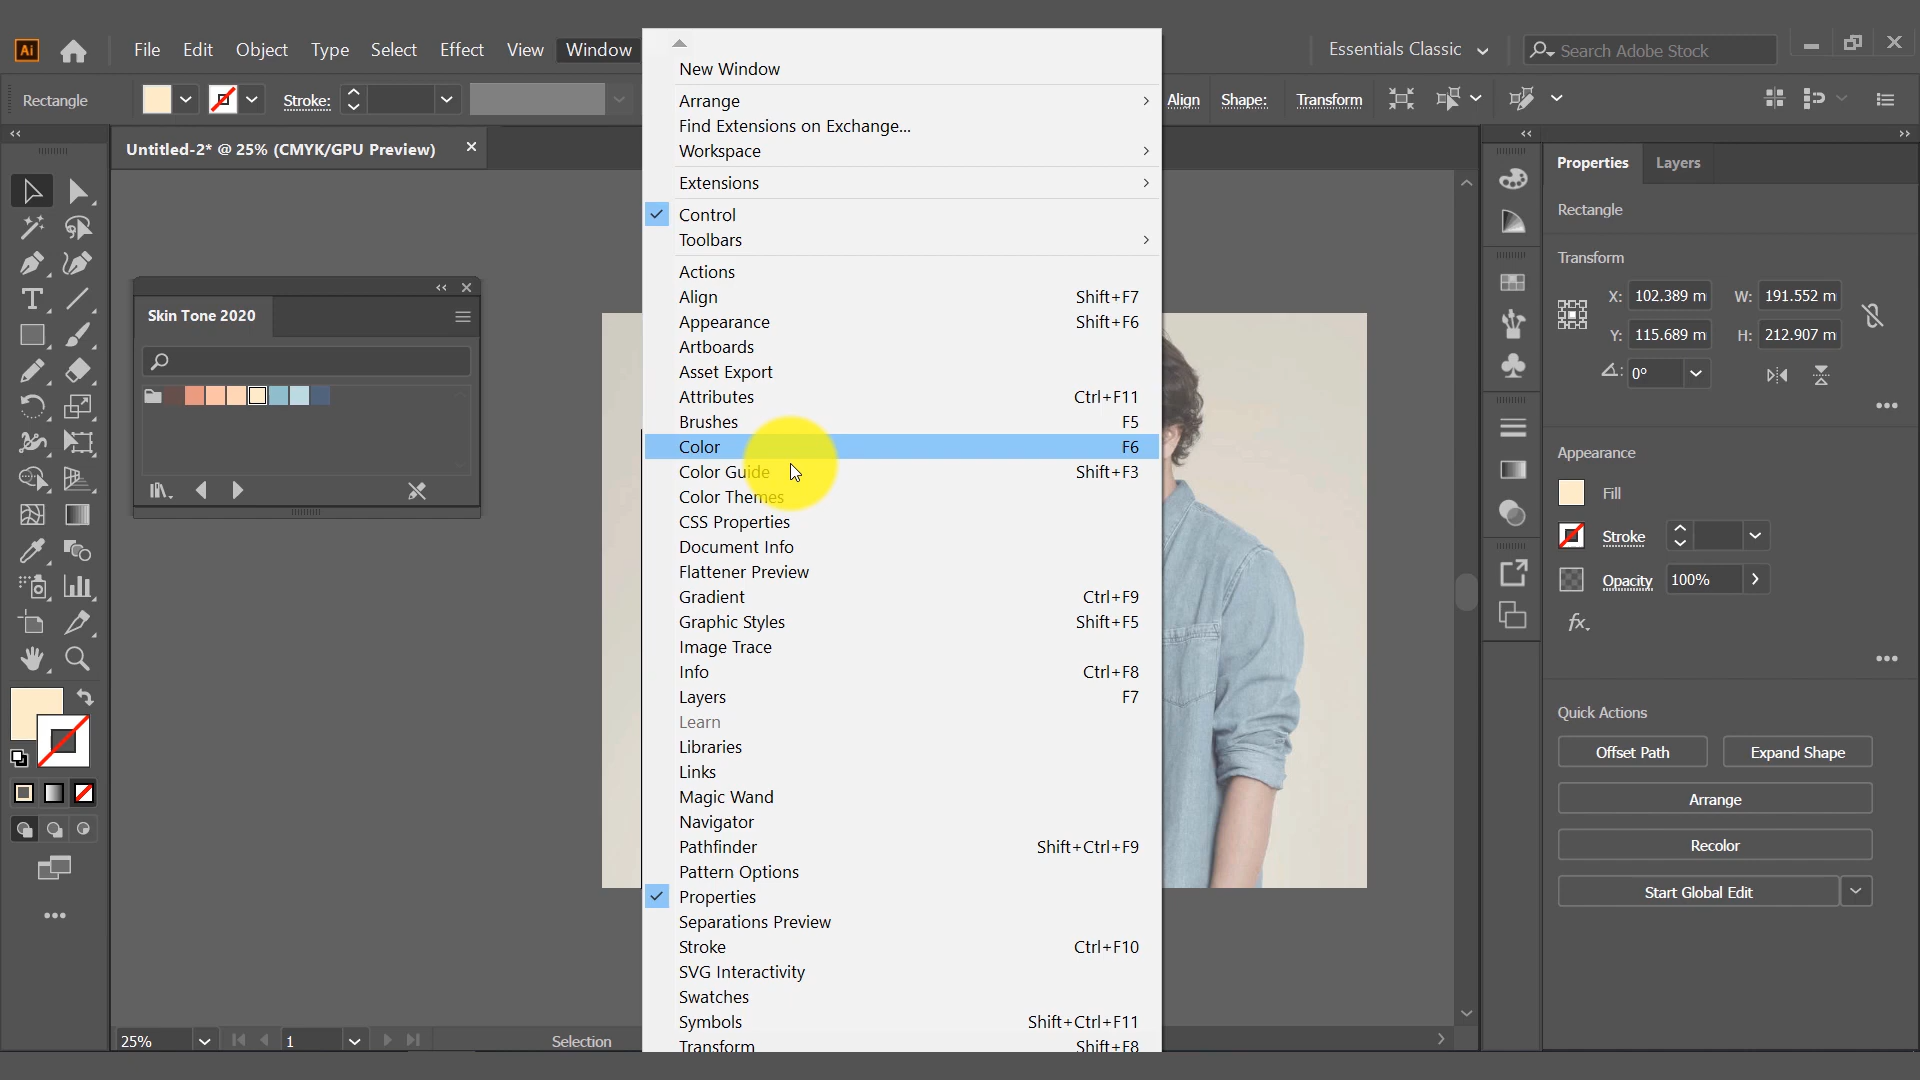 Ai File Edit Object Type Select Effect View Window Essentials Classic Search Adobe Stock
Rectangle Stroke: Align Shape: Transform
Untitled-2* @ 25% (CMYK/GPU Preview)
Skin Tone 2020
New Window
Arrange
Find Extensions on Exchange...
Workspace
Extensions
Control
Toolbars
Actions
Align Shift+F7
Appearance Shift+F6
Artboards
Asset Export
Attributes Ctrl+F11
Brushes F5
Color F6
Color Guide Shift+F3
Color Themes
CSS Properties
Document Info
Flattener Preview
Gradient Ctrl+F9
Graphic Styles Shift+F5
Image Trace
Info Ctrl+F8
Layers F7
Learn
Libraries
Links
Magic Wand
Navigator
Pathfinder Shift+Ctrl+F9
Pattern Options
Properties
Separations Preview
Stroke Ctrl+F10
SVG Interactivity
Swatches
Symbols Shift+Ctrl+F11
Transform Shift+F8
Properties Layers
Rectangle
Transform
X: 102.389 m W: 191.552 m
Y: 115.689 m H: 212.907 m
0°
Appearance
Fill
Stroke
Opacity 100%
fx.
Quick Actions
Offset Path Expand Shape
Arrange
Recolor
Start Global Edit
25% 1 Selection